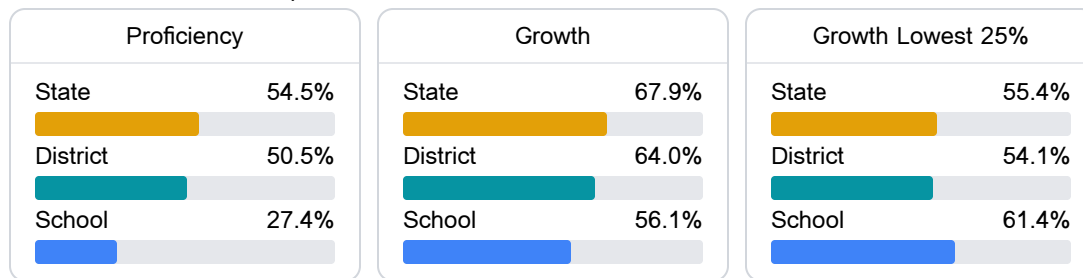 Proficiency
State 54.5%
District 50.5%
School 27.4%
Growth
State 67.9%
District 64.0%
School 56.1%
Growth Lowest 25%
State 55.4%
District 54.1%
School 61.4%